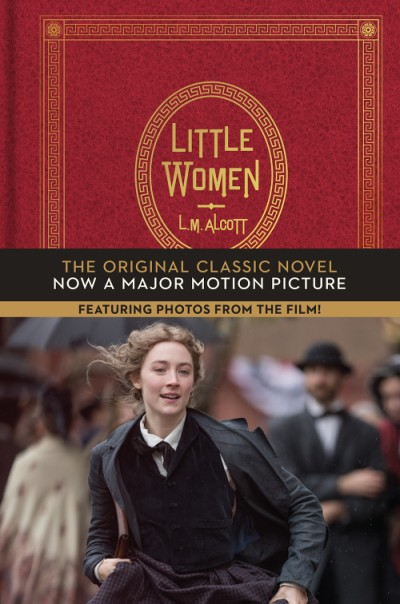 LITTLE
WOMEN
L.M. ALCOTT
THE ORIGINAL CLASSIC NOVEL
NOW A MAJOR MOTION PICTURE
FEATURING PHOTOS FROM THE FILM!